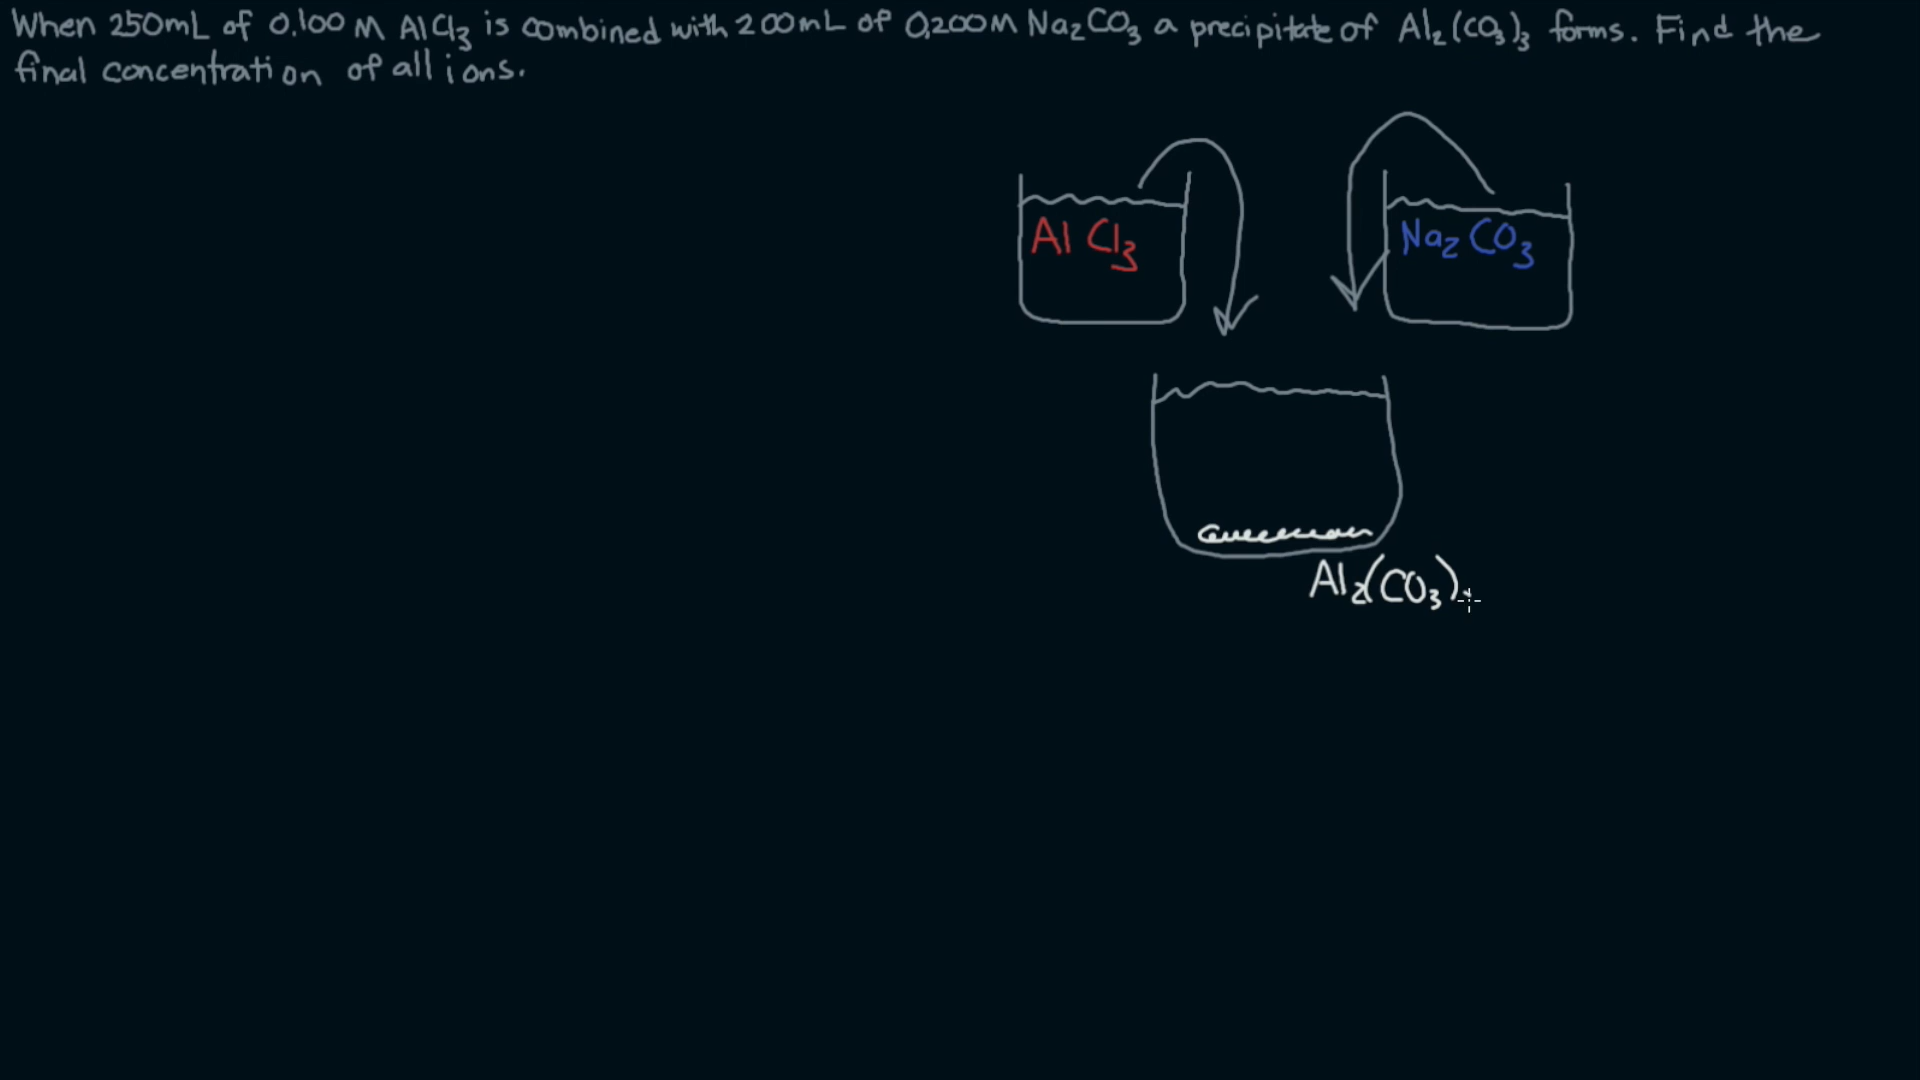 When 250mL of 0.100 M AlCl₃ is combined with 200mL of 0.200M Na₂CO₃ a precipitate of Al₂(CO₃)₃ forms. Find the
final concentration of all ions.
AlCl₃
Na₂CO₃
Al₂(CO₃)